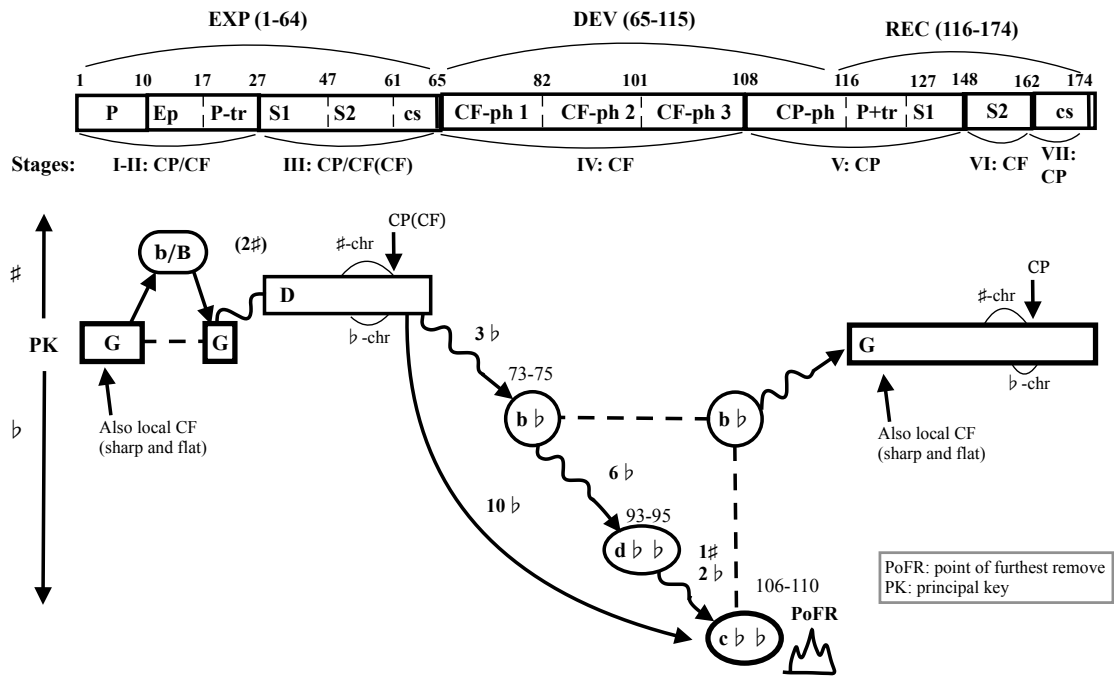 EXP (1-64) DEV (65-115) REC (116-174)
1 10 17 27 47 61 65 82 101 108 116 127 148 162 174
P Ep P-tr S1 S2 cs CF-ph 1 CF-ph 2 CF-ph 3 CP-ph P+tr S1 S2 cs
Stages: I-II: CP/CF III: CP/CF(CF) IV: CF V: CP VI: CF VII:
CP
CP(CF)
b/B (2♯) ♯-chr
CP
♯ D ♯-chr
♭-chr
PK G G 3 ♭ G
♭-chr
73-75
♭ Also local CF b ♭ b ♭ Also local CF
(sharp and flat) (sharp and flat)
6 ♭
10 ♭
93-95
d ♭ ♭ 1♯
2 ♭
PoFR: point of furthest remove
PK: principal key
106-110
PoFR
c ♭ ♭